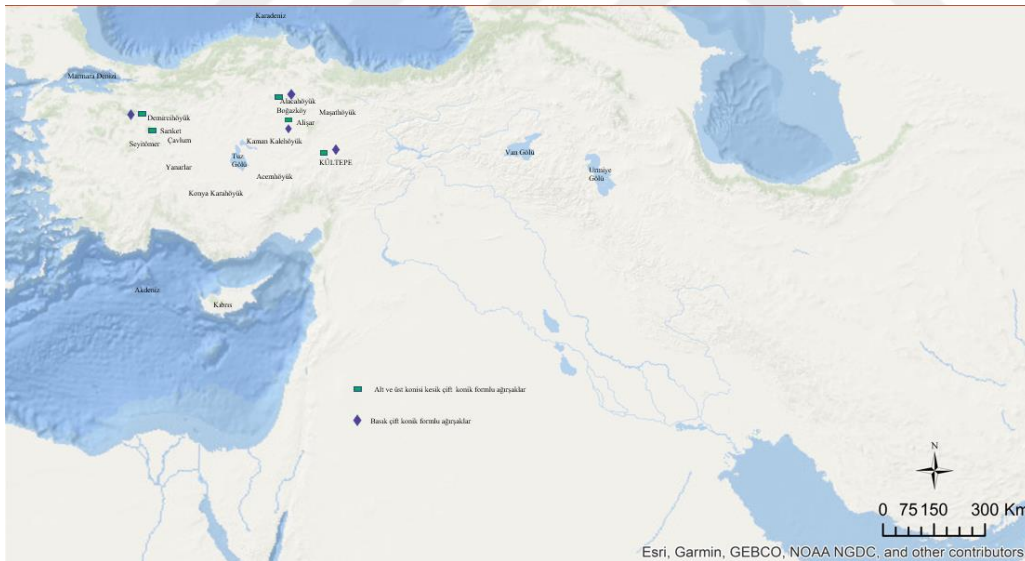 Karadeniz
Marmara Denizi
Alacahöyük
Boğazköy
Maşathöyük
Demircihöyük
Alişar
Sarıket
Çavlum
Seyitömer
Kaman Kalehöyük
Van Gölü
Tuz
Gölü
KÜLTEPE
Yanarlar
Urmiye
Gölü
Acemhöyük
Konya Karahöyük
Akdeniz
Kıbrıs
Alt ve üst konisi kesik çift konik formlu ağırşaklar
Basık çift konik formlu ağırşaklar
N
0 75 150 300 Km
Esri, Garmin, GEBCO, NOAA NGDC, and other contributors